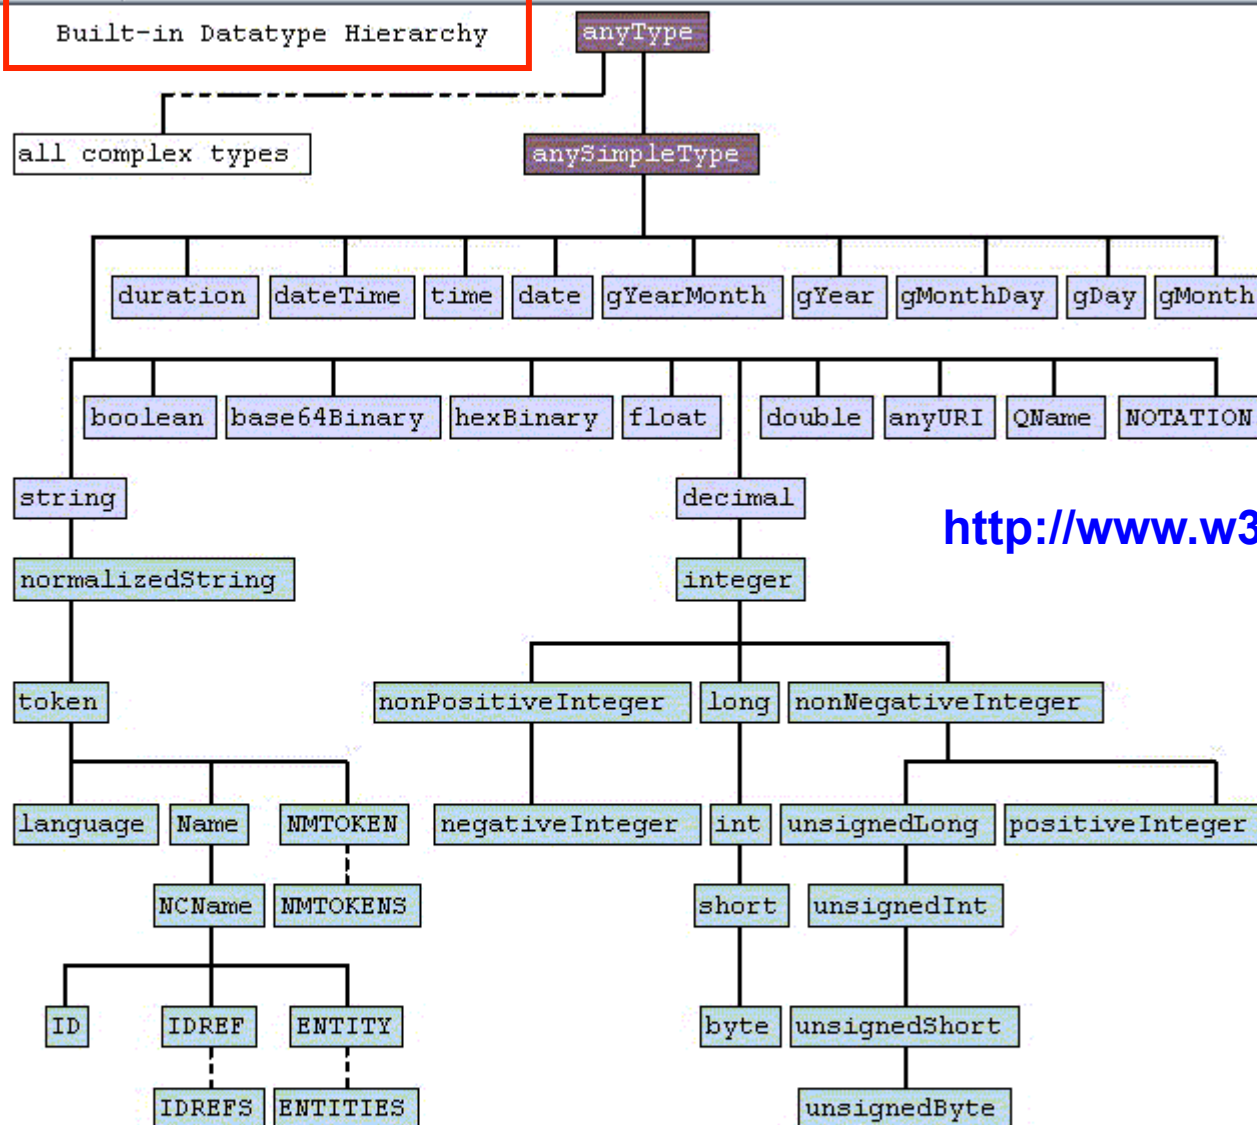 Built-in Datatype Hierarchy
anyType
all complex types
anySimpleType
duration dateTime time date gYearMonth gYear gMonthDay gDay gMonth
boolean base64Binary hexBinary float double anyURI QName NOTATION
string decimal
http://www.w3
normalizedString integer
token nonPositiveInteger long nonNegativeInteger
language Name NMTOKEN negativeInteger int unsignedLong positiveInteger
NCName NMTOKENS short unsignedInt
ID IDREF ENTITY byte unsignedShort
IDREFS ENTITIES unsignedByte